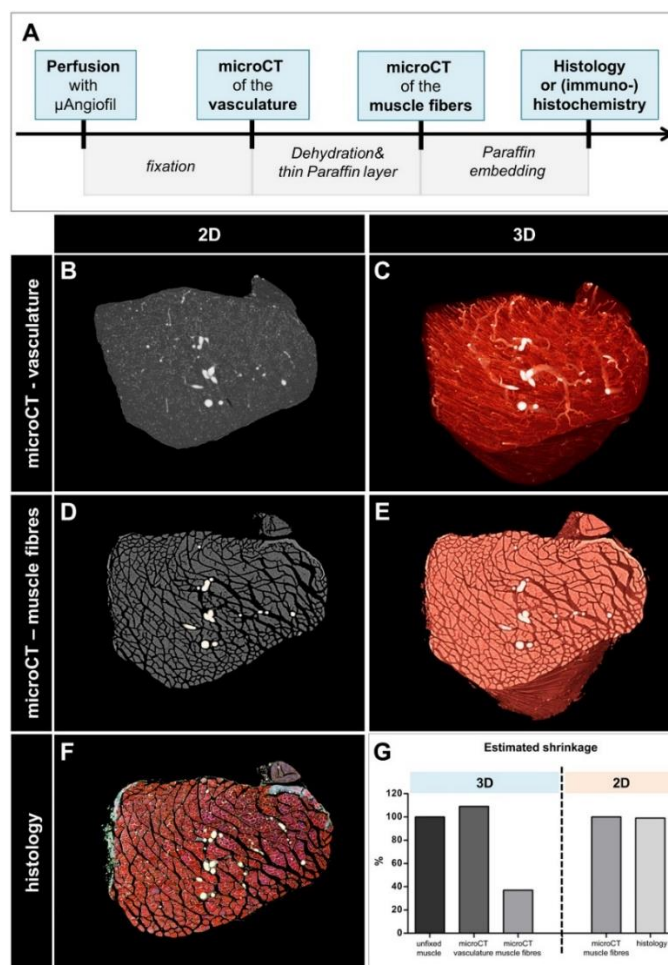 A
Perfusion
with
µAngiofil
microCT
of the
vasculature
microCT
of the
muscle fibers
Histology
or (immuno-)
histochemistry
fixation
Dehydration&
thin Paraffin layer
Paraffin
embedding
2D
3D
microCT - vasculature
B
C
microCT – muscle fibres
D
E
histology
F
G
Estimated shrinkage
3D
2D
%
120
100
80
60
40
20
0
unfixed
muscle
microCT
vasculature
microCT
muscle fibres
microCT
muscle fibres
histology